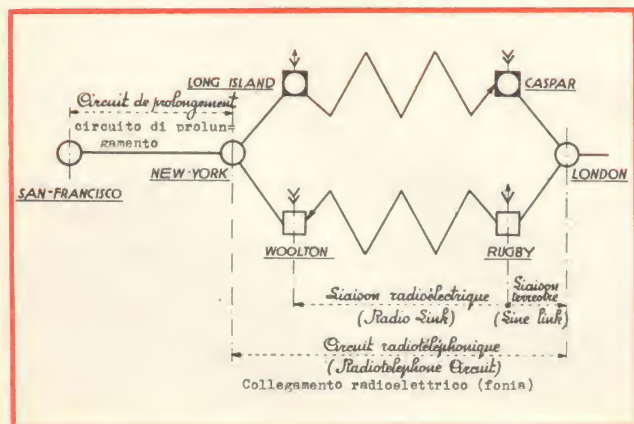 LONG ISLAND
CASPAR
Circuit de prolongement
circuito di prolun=
gamento
SAN-FRANCISCO
NEW-YORK
LONDON
WOOLTON
RUGBY
Liaison radioélectrique
(Radio Link)
Liaison
terrestre
(Line link)
Circuit radiotéléphonique
(Radiotelephone Circuit)
Collegamento radioelettrico (fonia)